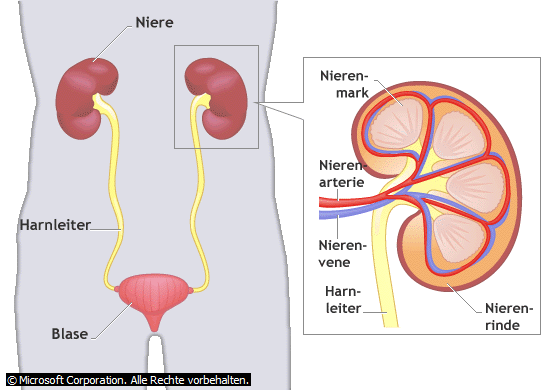 Niere
Harnleiter
Blase
Nieren-
mark
Nieren-
arterie
Nieren-
vene
Harn-
leiter
Nieren-
rinde
© Microsoft Corporation. Alle Rechte vorbehalten.